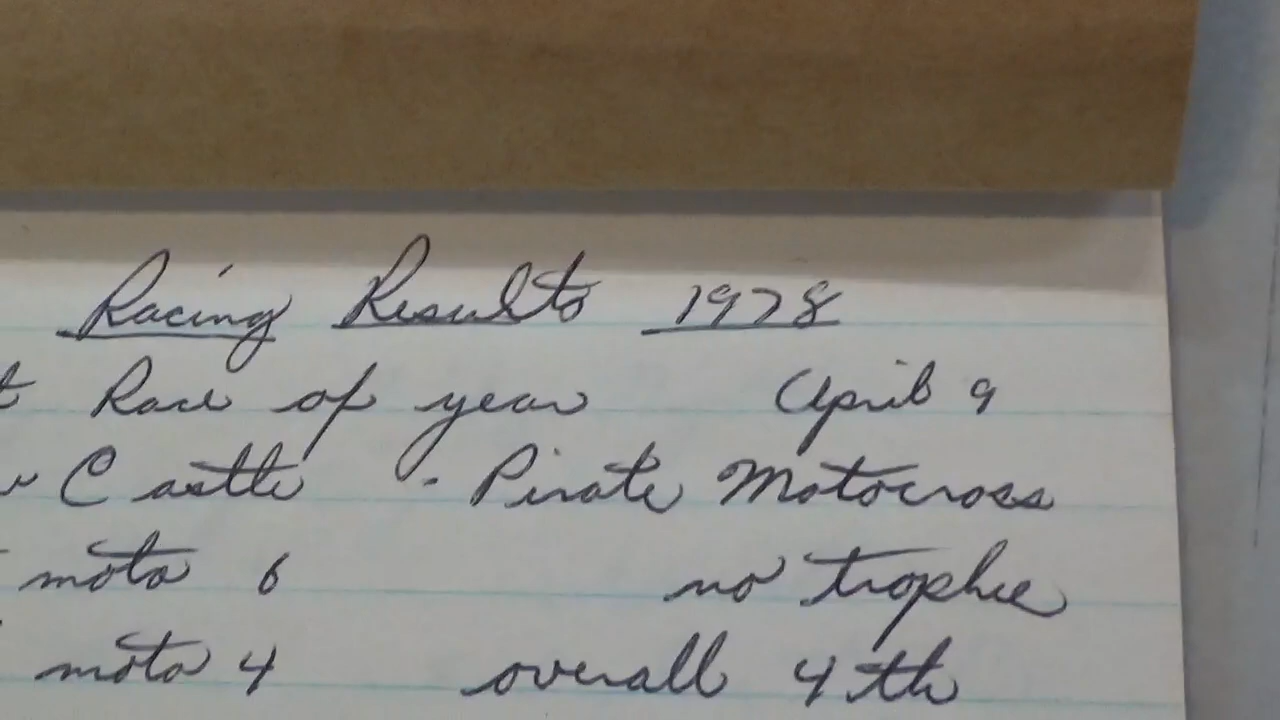 Racing Results 1978
Race of year April 9
Castle - Pirate Motocross
moto 6 no trophie
moto 4 overall 4th